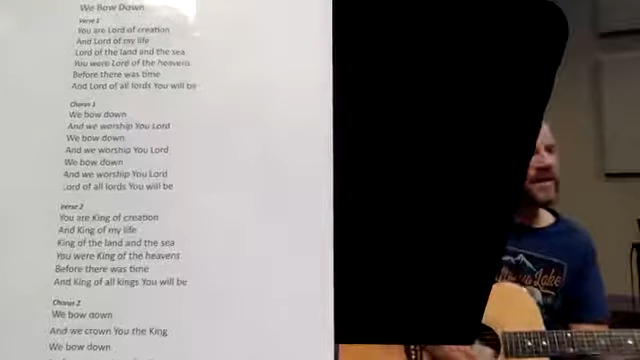 We Bow Down
Verse 1
You are Lord of creation
And Lord of my life
Lord of the land and the sea
You were Lord of the heavens
Before there was time
And Lord of all lords You will be
Chorus 1
We bow down
And we worship You Lord
We bow down
And we worship You Lord
We bow down
And we worship You Lord
Lord of all lords You will be
Verse 2
You are King of creation
And King of my life
King of the land and the sea
You were King of the heavens
Before there was time
And King of all kings You will be
Chorus 2
We bow down
And we crown You the King
We bow down
Lake